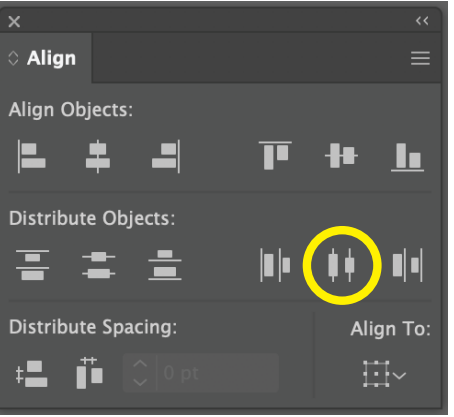 Align
Align Objects:
Distribute Objects:
Distribute Spacing:
Align To:
0 pt